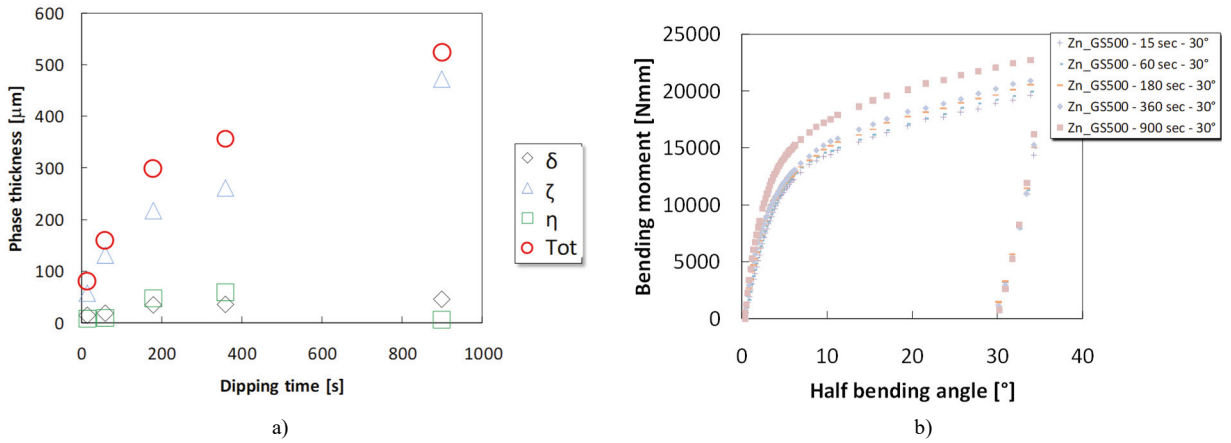 600
500
400
300
200
100
0
Phase thickness [µm]
0 200 400 600 800 1000
Dipping time [s]
δ
ζ
η
Tot
a)
25000
20000
15000
10000
5000
0
Bending moment [Nmm]
0 10 20 30 40
Half bending angle [°]
Zn_GS500 - 15 sec - 30°
Zn_GS500 - 60 sec - 30°
Zn_GS500 - 180 sec - 30°
Zn_GS500 - 360 sec - 30°
Zn_GS500 - 900 sec - 30°
b)